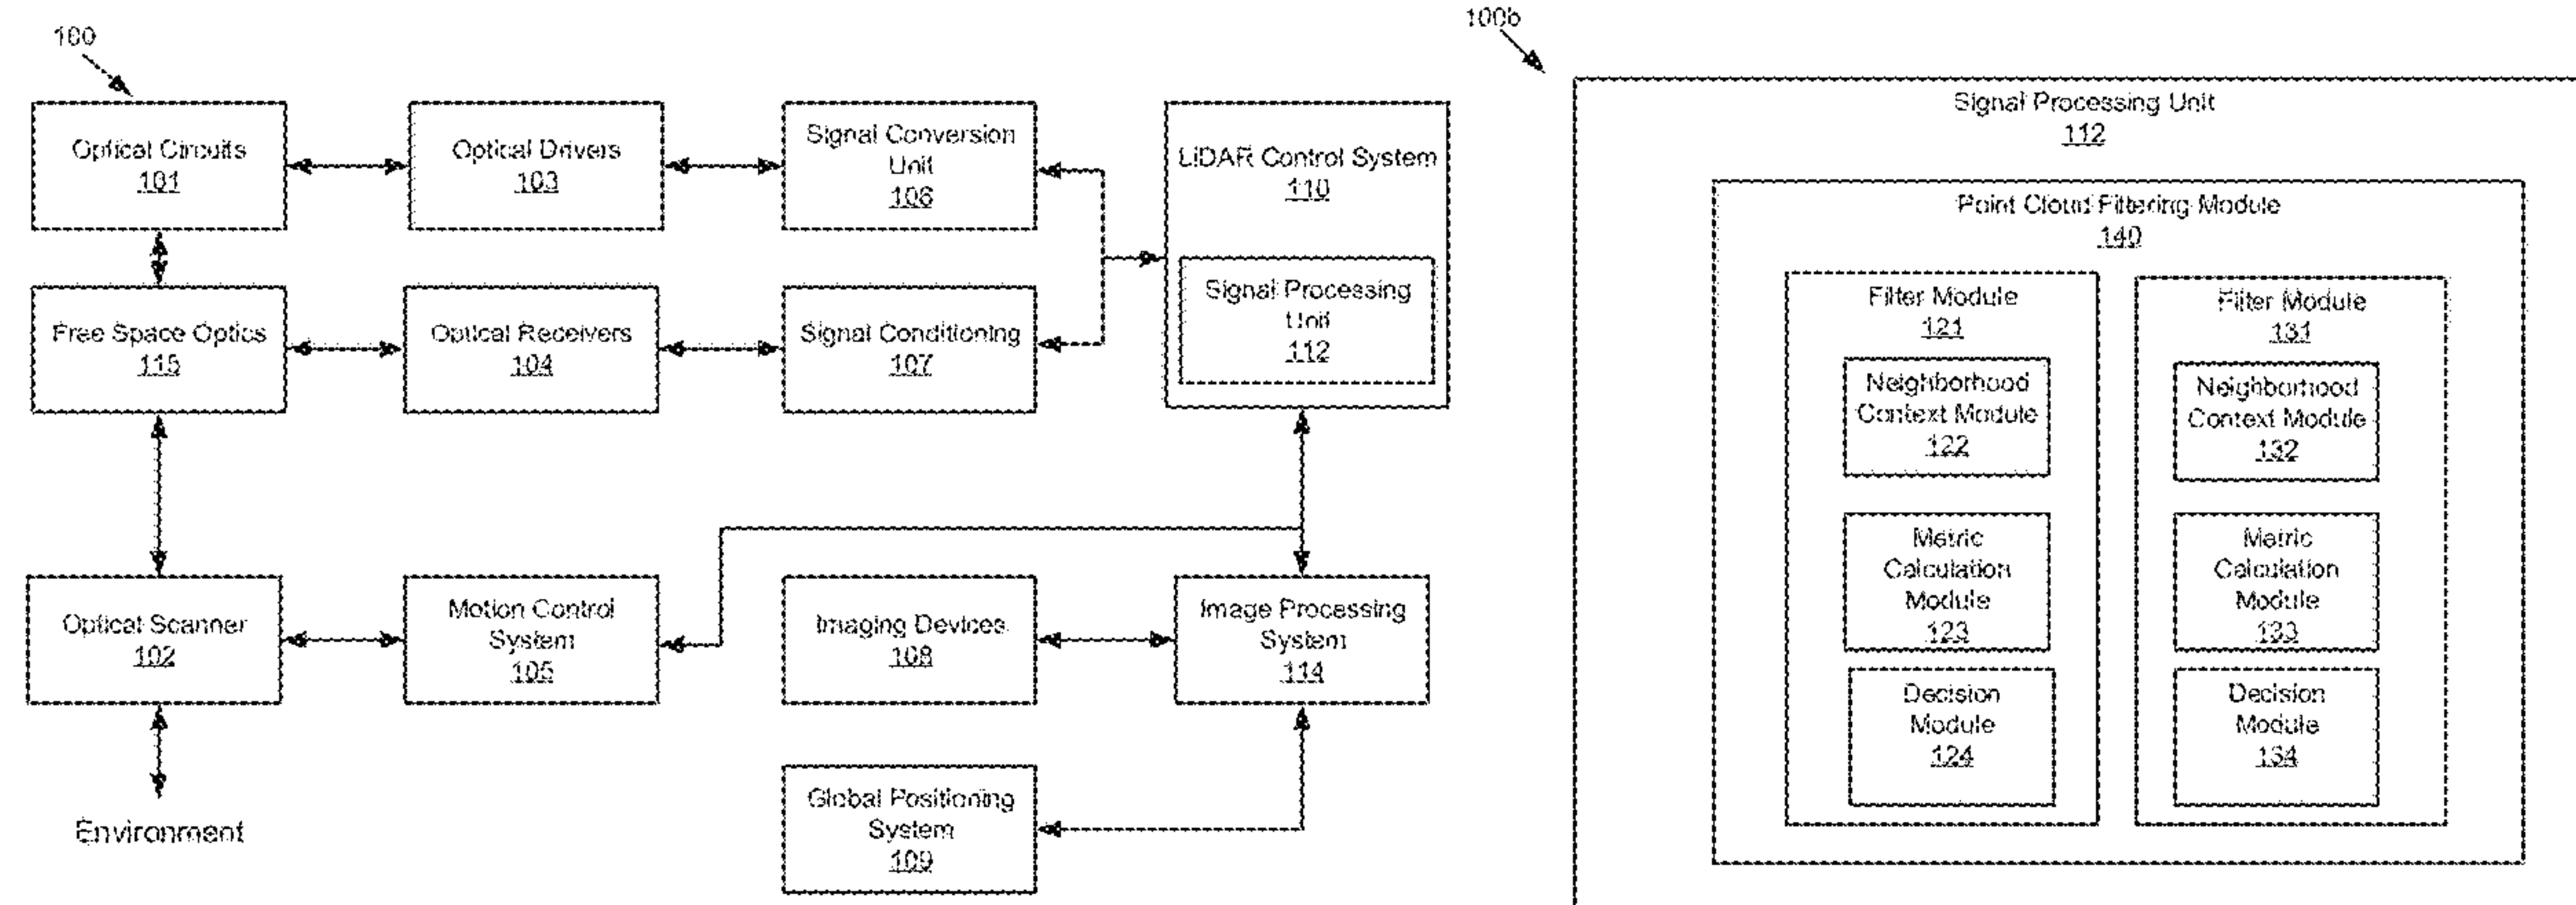 100
Optical Circuits
101
Optical Drivers
103
Signal Conversion
Unit
106
LiDAR Control System
110
Signal Processing
Unit
112
Free Space Optics
115
Optical Receivers
104
Signal Conditioning
107
Optical Scanner
102
Motion Control
System
105
Imaging Devices
108
Image Processing
System
114
Global Positioning
System
109
Environment
100b
Signal Processing Unit
112
Point Cloud Filtering Module
140
Filter Module
121
Neighborhood
Context Module
122
Metric
Calculation
Module
123
Decision
Module
124
Filter Module
131
Neighborhood
Context Module
132
Metric
Calculation
Module
133
Decision
Module
134